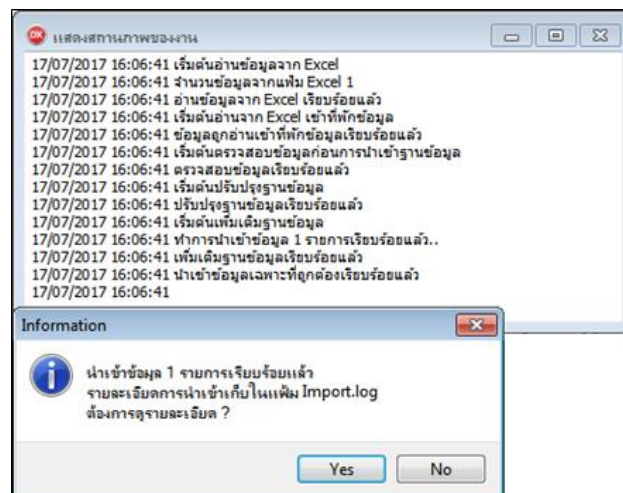 แสดงสถานภาพของงาน
17/07/2017 16:06:41 เริ่มต้นอ่านข้อมูลจาก Excel
17/07/2017 16:06:41 จำนวนข้อมูลจากแฟ้ม Excel 1
17/07/2017 16:06:41 อ่านข้อมูลจาก Excel เรียบร้อยแล้ว
17/07/2017 16:06:41 เริ่มต้นอ่านจาก Excel เข้าที่พักข้อมูล
17/07/2017 16:06:41 ข้อมูลถูกอ่านเข้าที่พักข้อมูลเรียบร้อยแล้ว
17/07/2017 16:06:41 เริ่มต้นตรวจสอบข้อมูลก่อนการนำเข้าฐานข้อมูล
17/07/2017 16:06:41 ตรวจสอบข้อมูลเรียบร้อยแล้ว
17/07/2017 16:06:41 เริ่มต้นปรับปรุงฐานข้อมูล
17/07/2017 16:06:41 ปรับปรุงฐานข้อมูลเรียบร้อยแล้ว
17/07/2017 16:06:41 เริ่มต้นเพิ่มเติมฐานข้อมูล
17/07/2017 16:06:41 ทำการนำเข้าข้อมูล 1 รายการเรียบร้อยแล้ว..
17/07/2017 16:06:41 เพิ่มเติมฐานข้อมูลเรียบร้อยแล้ว
17/07/2017 16:06:41 นำเข้าข้อมูลเฉพาะที่ถูกต้องเรียบร้อยแล้ว
17/07/2017 16:06:41
Information
นำเข้าข้อมูล 1 รายการเรียบร้อยแล้ว
รายละเอียดการนำเข้าเก็บในแฟ้ม Import.log
ต้องการดูรายละเอียด ?
Yes No